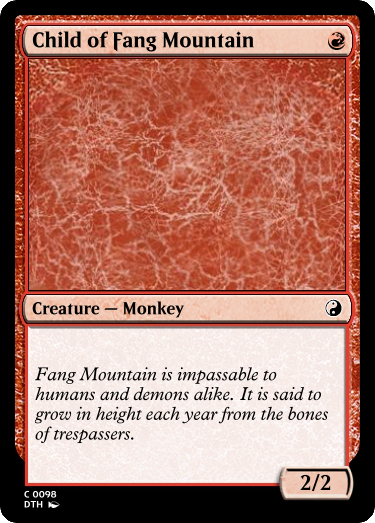 Child of Fang Mountain
Creature — Monkey
Fang Mountain is impassable to
humans and demons alike. It is said to
grow in height each year from the bones
of trespassers.
2/2
C 0098
DTH